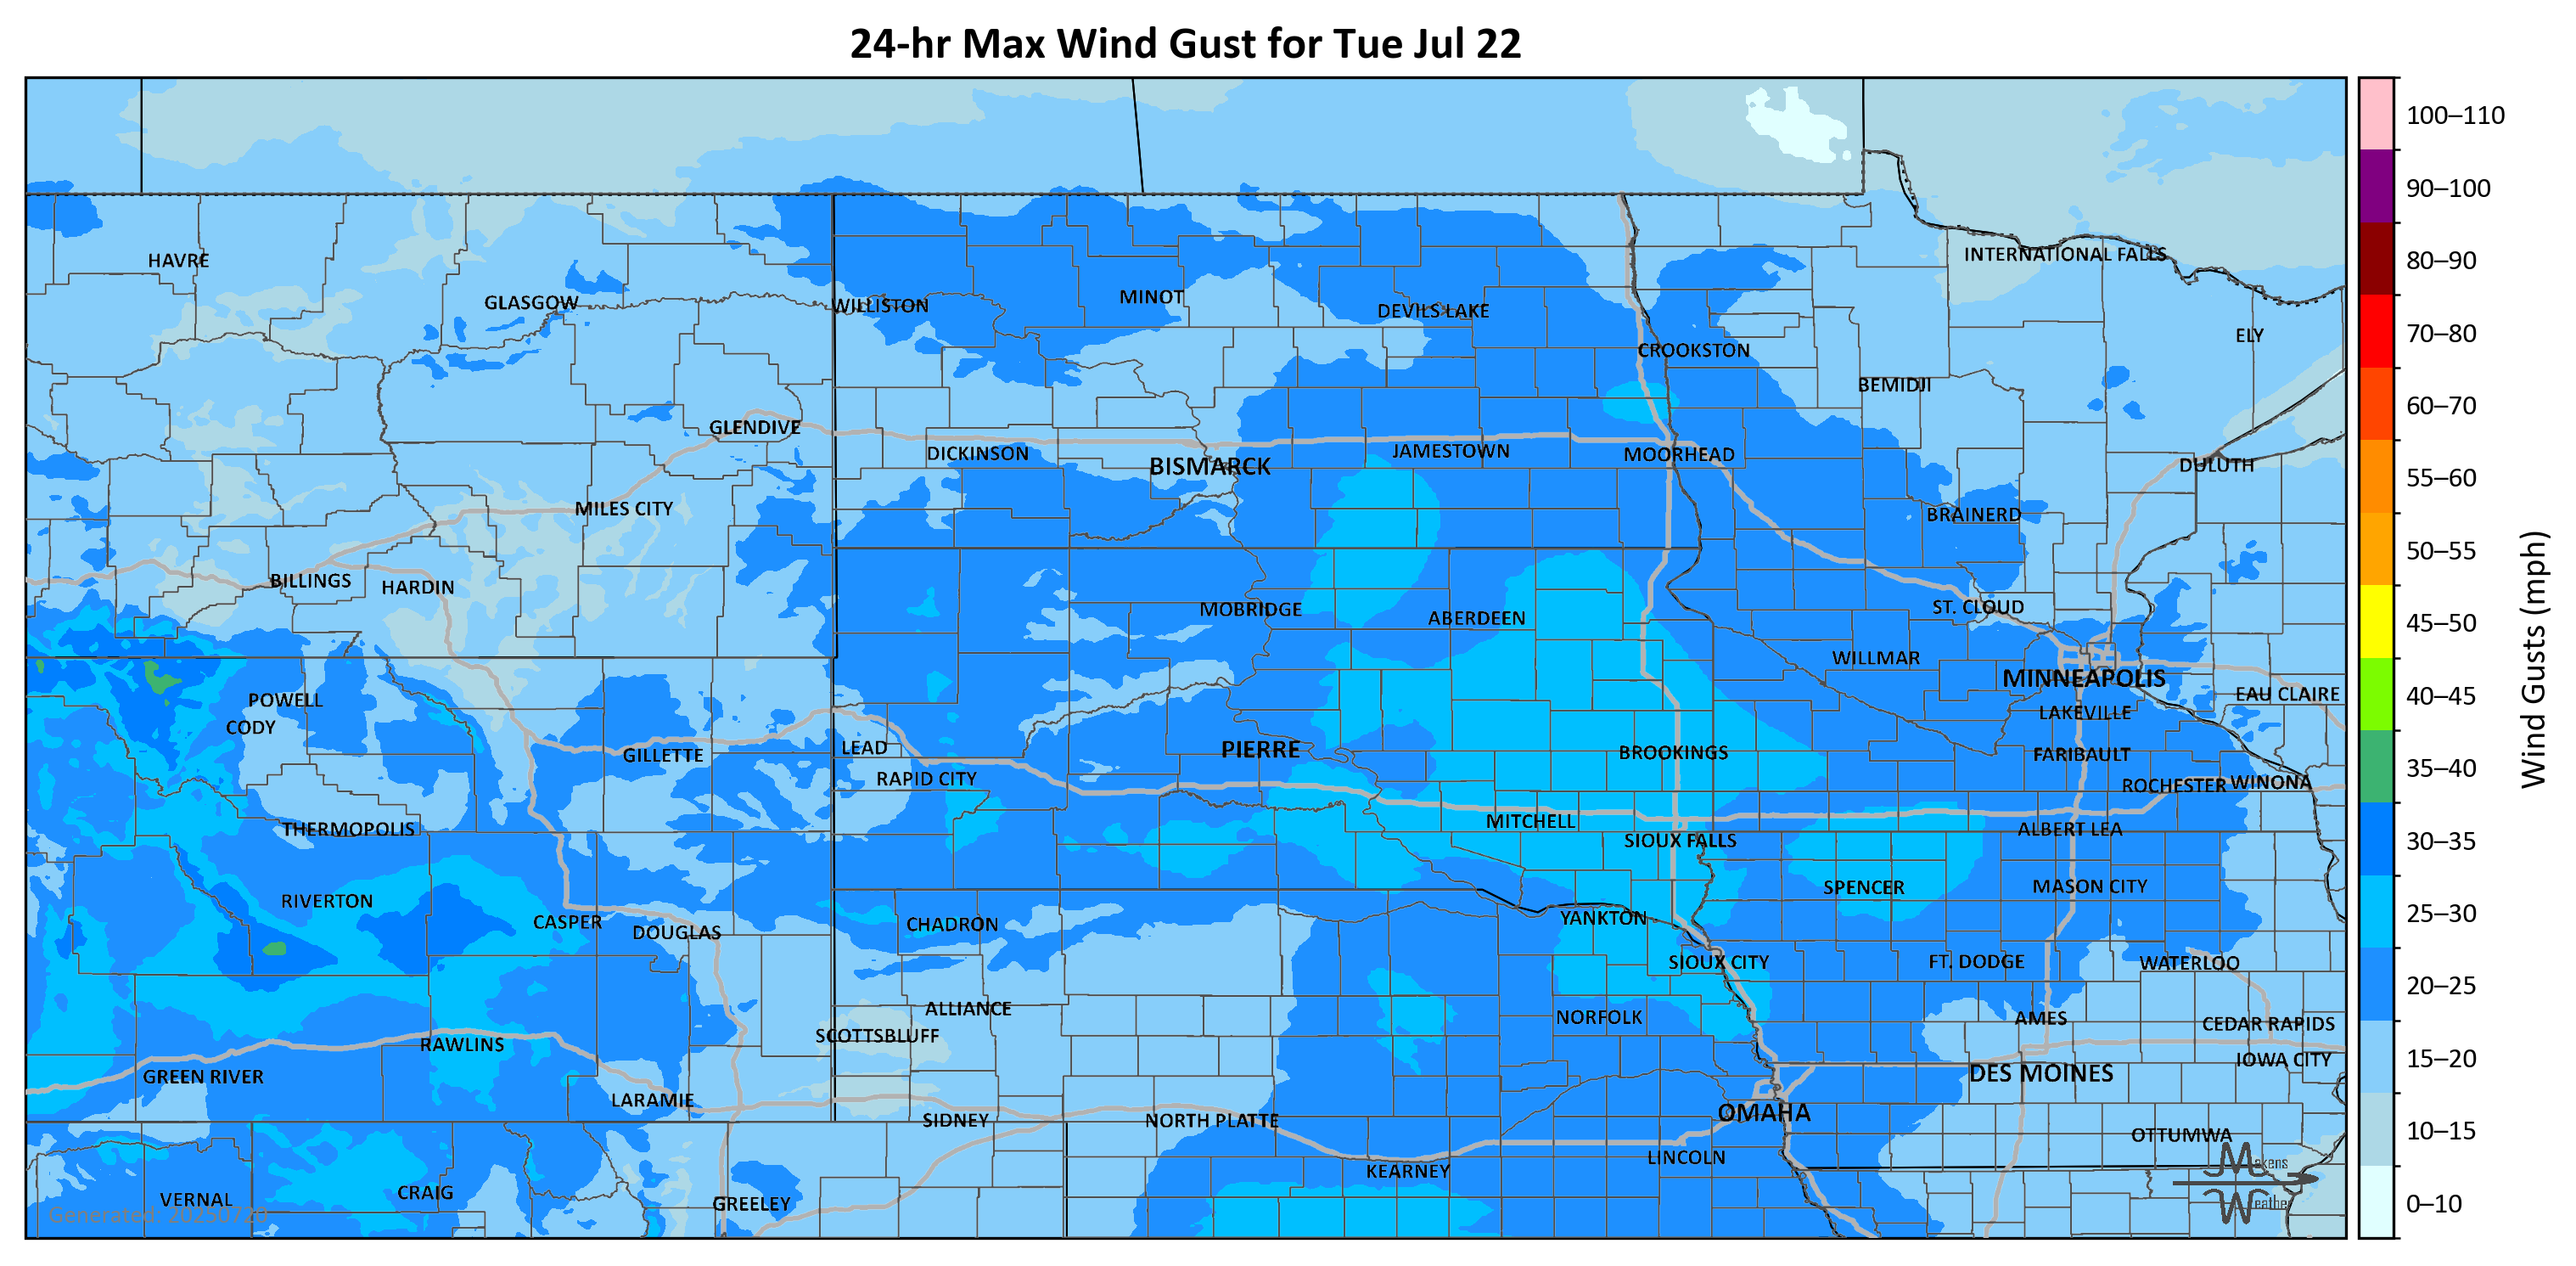 24-hr Max Wind Gust for Tue Jul 22
100–110
90–100
80–90
70–80
60–70
55–60
50–55
45–50
40–45
35–40
30–35
25–30
20–25
15–20
10–15
0–10
Wind Gusts (mph)
INTERNATIONAL FALLS
HAVRE
GLASGOW
WILLISTON
MINOT
DEVILS LAKE
ELY
CROOKSTON
BEMIDJI
GLENDIVE
DICKINSON
BISMARCK
JAMESTOWN
MOORHEAD
DULUTH
MILES CITY
BRAINERD
BILLINGS
HARDIN
MOBRIDGE
ABERDEEN
ST. CLOUD
WILLMAR
MINNEAPOLIS
POWELL
EAU CLAIRE
CODY
LAKEVILLE
GILLETTE
LEAD
PIERRE
BROOKINGS
FARIBAULT
RAPID CITY
ROCHESTER
WINONA
THERMOPOLIS
MITCHELL
SIOUX FALLS
ALBERT LEA
RIVERTON
SPENCER
MASON CITY
CASPER
DOUGLAS
CHADRON
YANKTON
SIOUX CITY
FT. DODGE
WATERLOO
ALLIANCE
NORFOLK
AMES
CEDAR RAPIDS
SCOTTSBLUFF
RAWLINS
IOWA CITY
GREEN RIVER
DES MOINES
LARAMIE
SIDNEY
NORTH PLATTE
OMAHA
OTTUMWA
KEARNEY
LINCOLN
VERNAL
CRAIG
GREELEY
Makens
Weather
Generated: 20250720